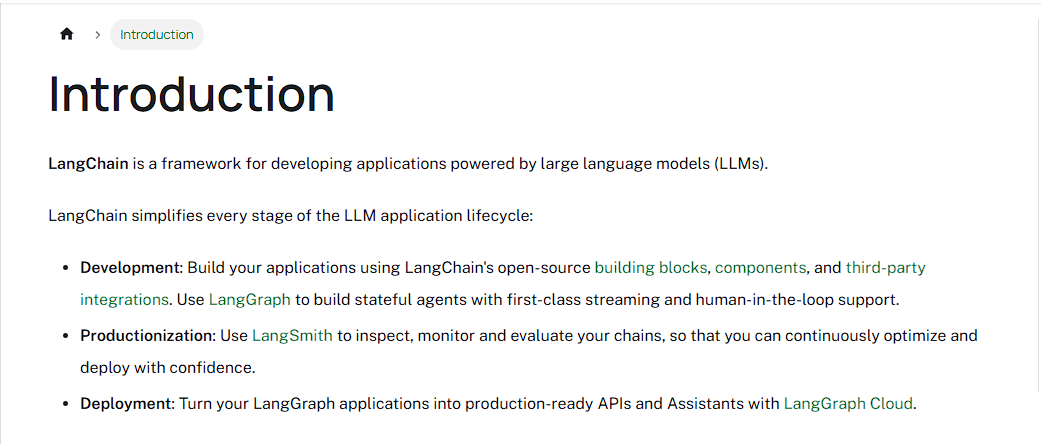 Introduction
Introduction
LangChain is a framework for developing applications powered by large language models (LLMs).
LangChain simplifies every stage of the LLM application lifecycle:
• Development: Build your applications using LangChain's open-source building blocks, components, and third-party
integrations. Use LangGraph to build stateful agents with first-class streaming and human-in-the-loop support.
• Productionization: Use LangSmith to inspect, monitor and evaluate your chains, so that you can continuously optimize and
deploy with confidence.
• Deployment: Turn your LangGraph applications into production-ready APIs and Assistants with LangGraph Cloud.